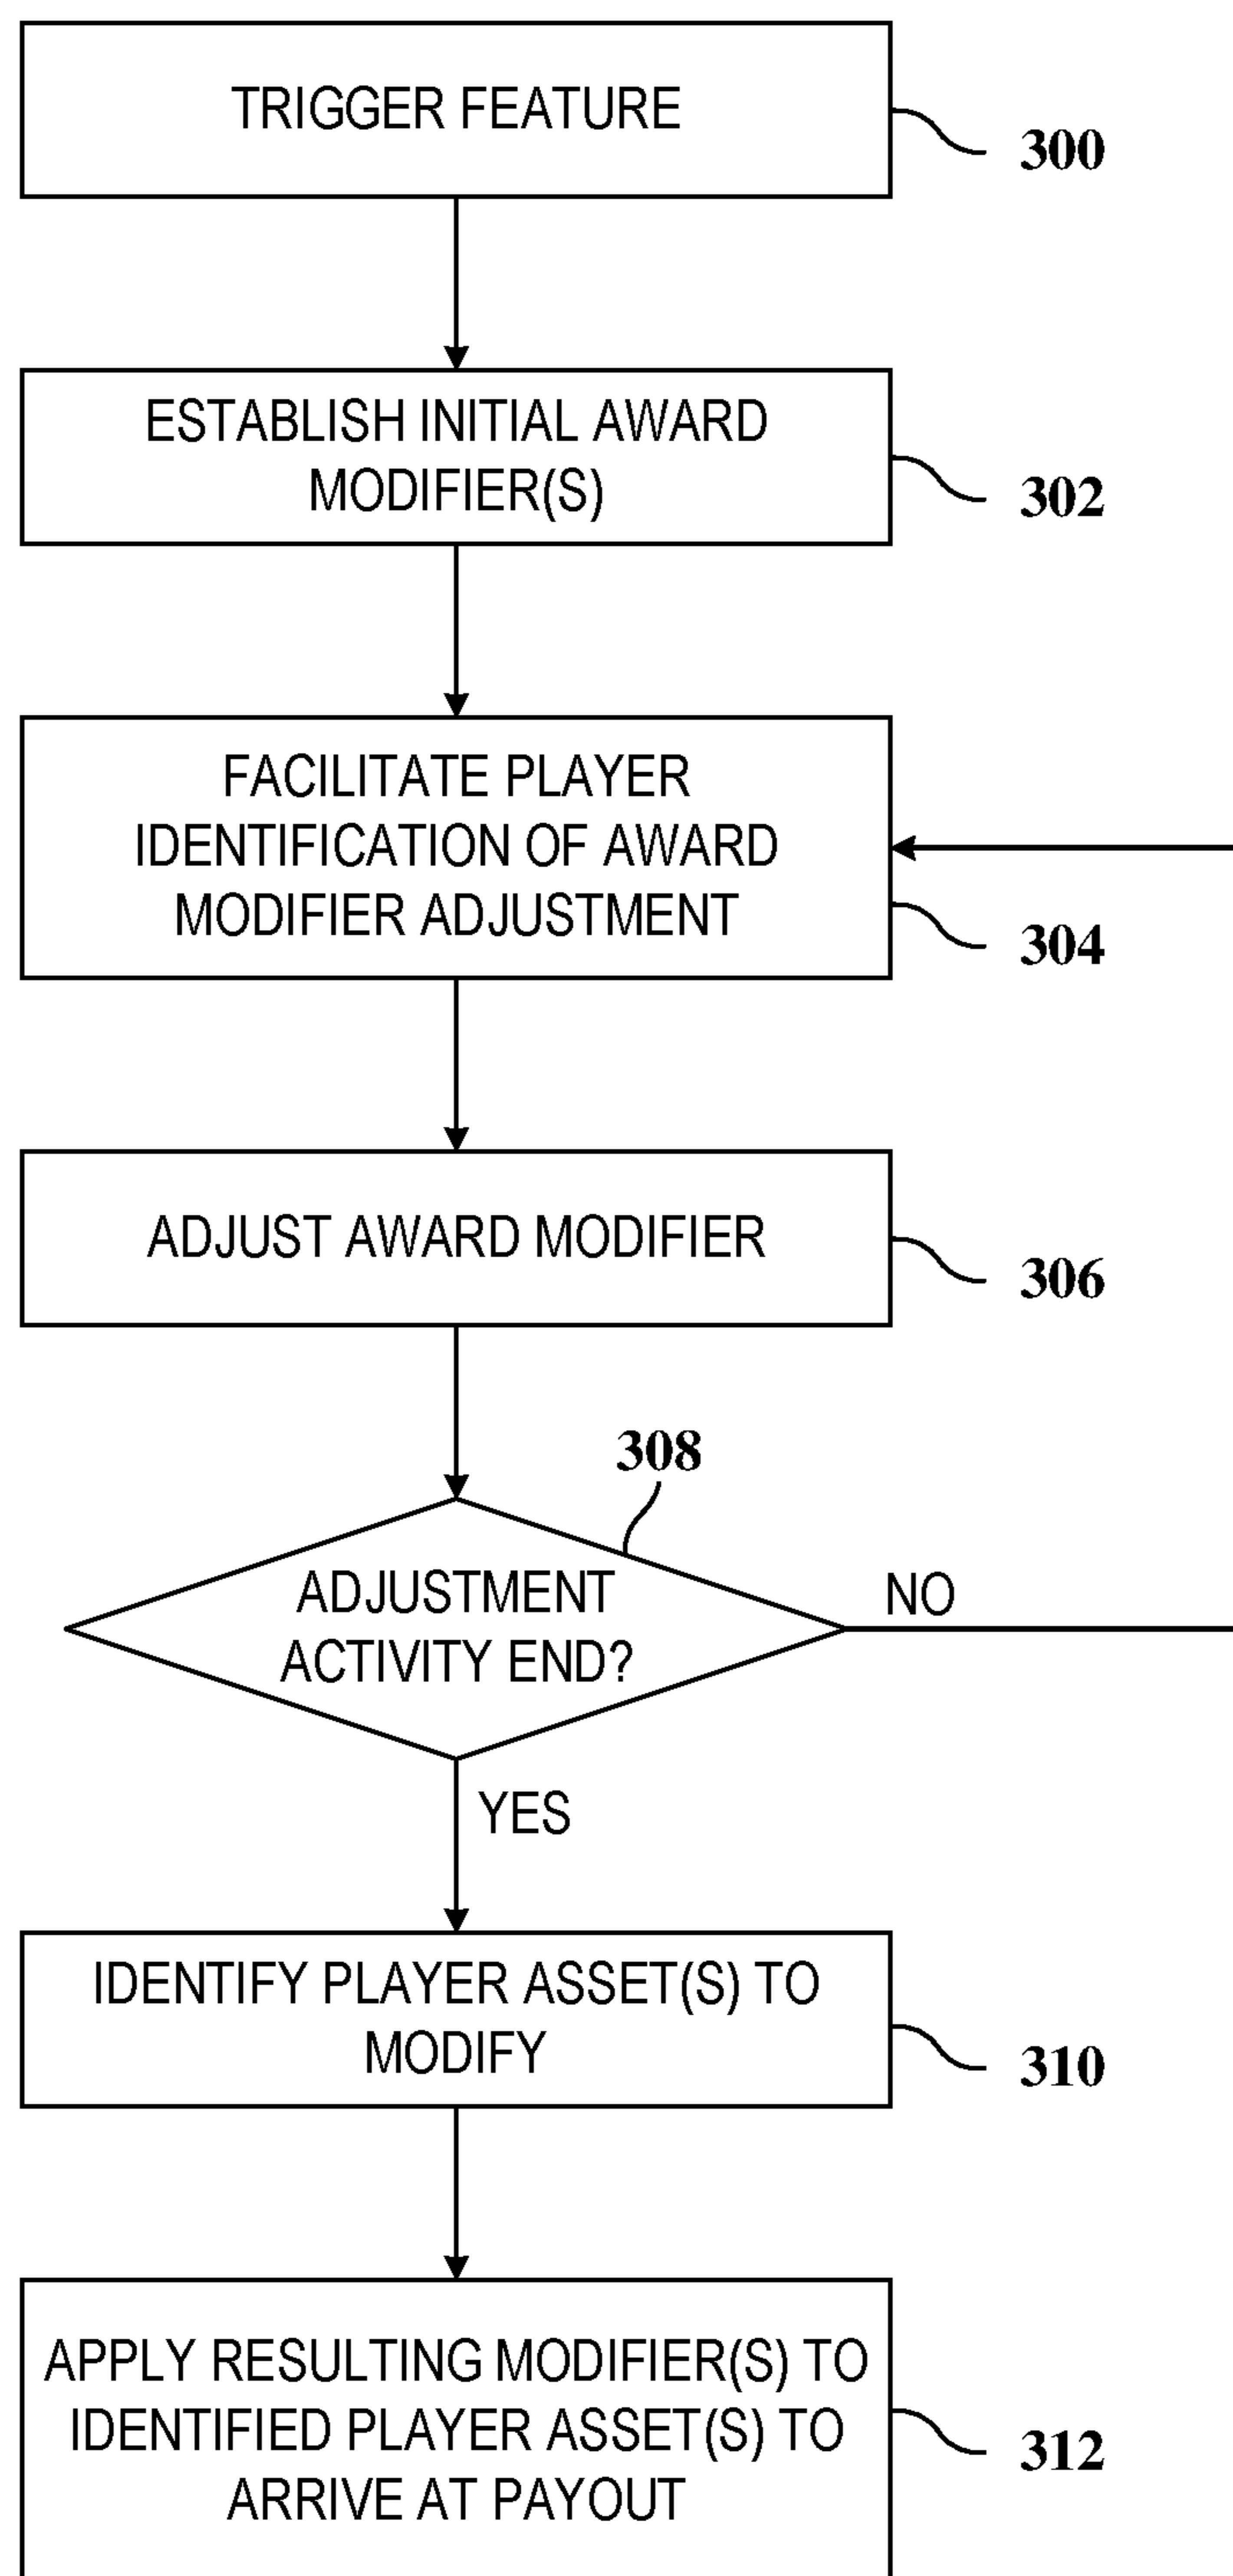 TRIGGER FEATURE
300
ESTABLISH INITIAL AWARD
MODIFIER(S)
302
FACILITATE PLAYER
IDENTIFICATION OF AWARD
MODIFIER ADJUSTMENT
304
ADJUST AWARD MODIFIER
306
308
ADJUSTMENT
ACTIVITY END?
NO
YES
IDENTIFY PLAYER ASSET(S) TO
MODIFY
310
APPLY RESULTING MODIFIER(S) TO
IDENTIFIED PLAYER ASSET(S) TO
ARRIVE AT PAYOUT
312